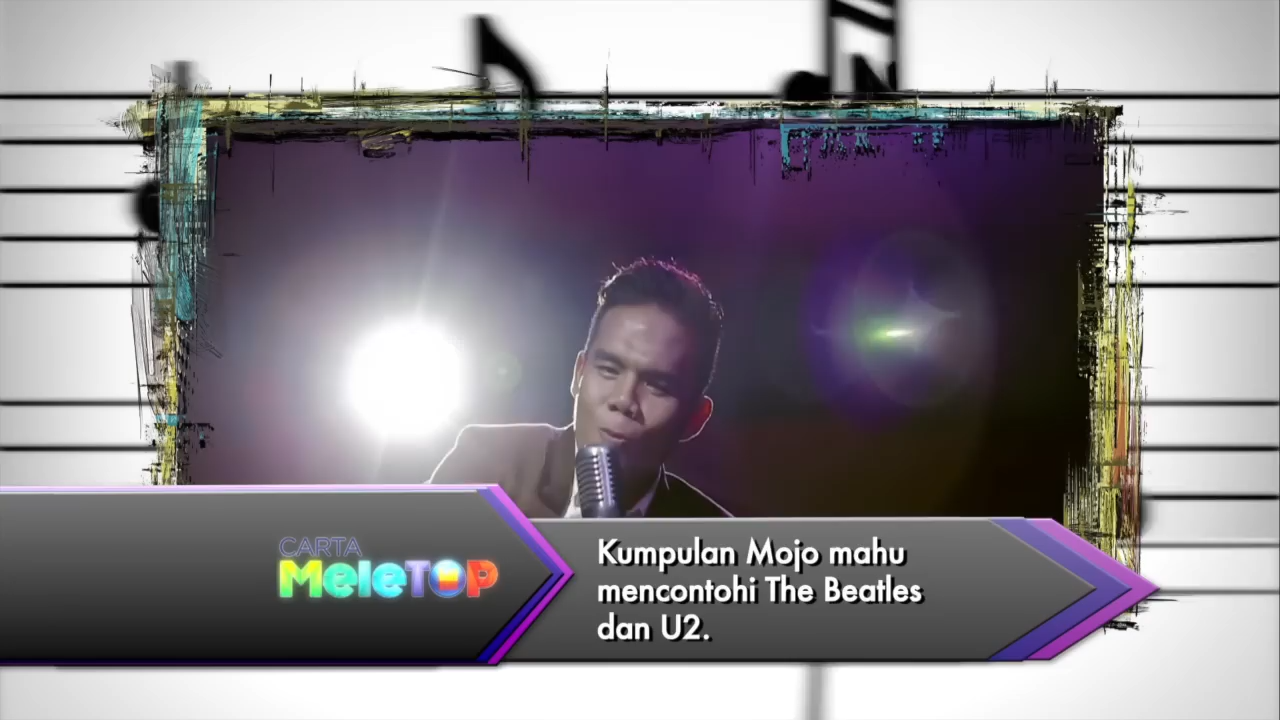 CARTA
MeleTOP
Kumpulan Mojo mahu
mencontohi The Beatles
dan U2.